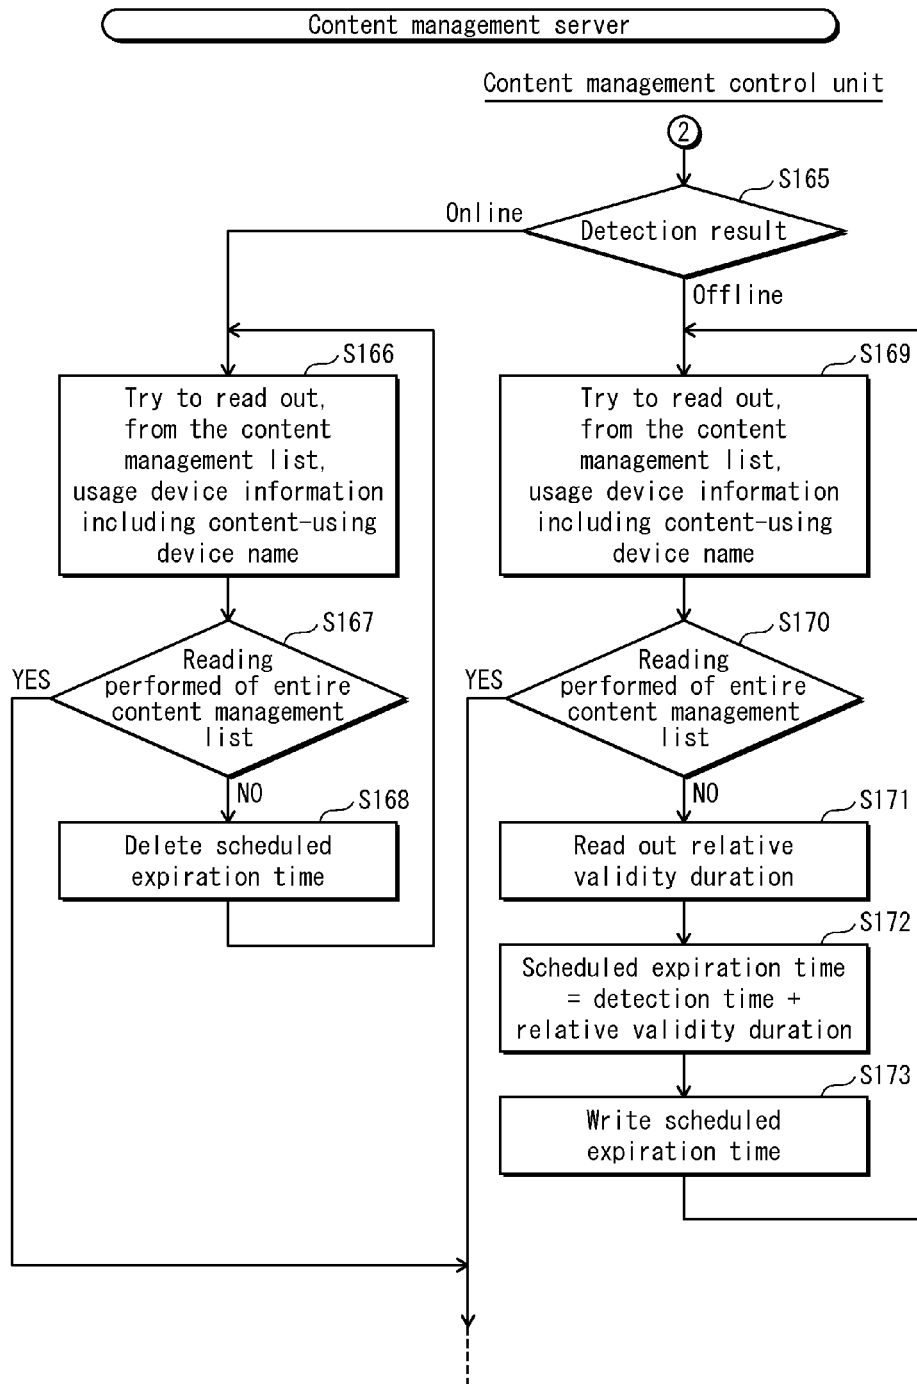 Content management server
Content management control unit
2
S165
Online
Detection result
Offline
S166
Try to read out,
from the content
management list,
usage device information
including content-using
device name
S167
YES
Reading
performed of entire
content management
list
NO
S168
Delete scheduled
expiration time
S169
Try to read out,
from the content
management list,
usage device information
including content-using
device name
S170
YES
Reading
performed of entire
content management
list
NO
S171
Read out relative
validity duration
S172
Scheduled expiration time
= detection time +
relative validity duration
S173
Write scheduled
expiration time